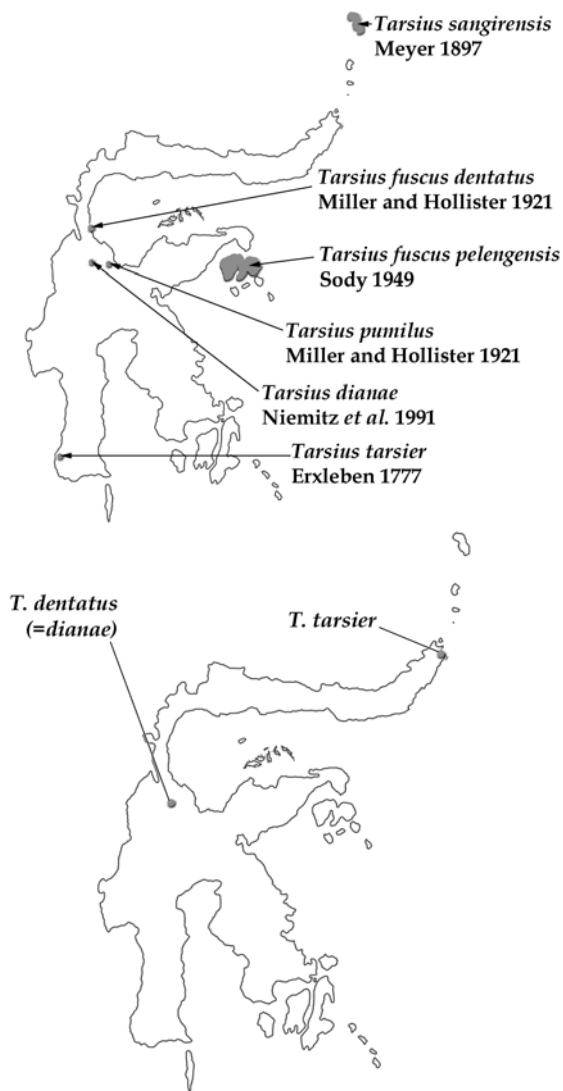 Tarsius sangirensis
Meyer 1897
Tarsius fuscus dentatus
Miller and Hollister 1921
Tarsius fuscus pelengensis
Sody 1949
Tarsius pumilus
Miller and Hollister 1921
Tarsius dianae
Niemitz et al. 1991
Tarsius tarsier
Erxleben 1777
T. dentatus
(=dianae)
T. tarsier